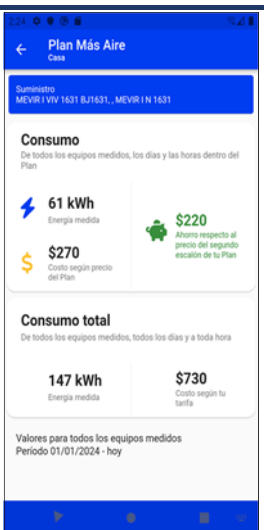 2:24
Plan Más Aire
Casa
Suministro
MEVIR I VIV 1631 BJ1631, , MEVIR I N 1631
Consumo
De todos los equipos medidos, los días y las horas dentro del
Plan
61 kWh
Energía medida
$270
Costo según precio
del Plan
$220
Ahorro respecto al
precio del segundo
escalón de tu Plan
Consumo total
De todos los equipos medidos, todos los días y a toda hora
147 kWh
Energía medida
$730
Costo según tu
tarifa
Valores para todos los equipos medidos
Período 01/01/2024 - hoy